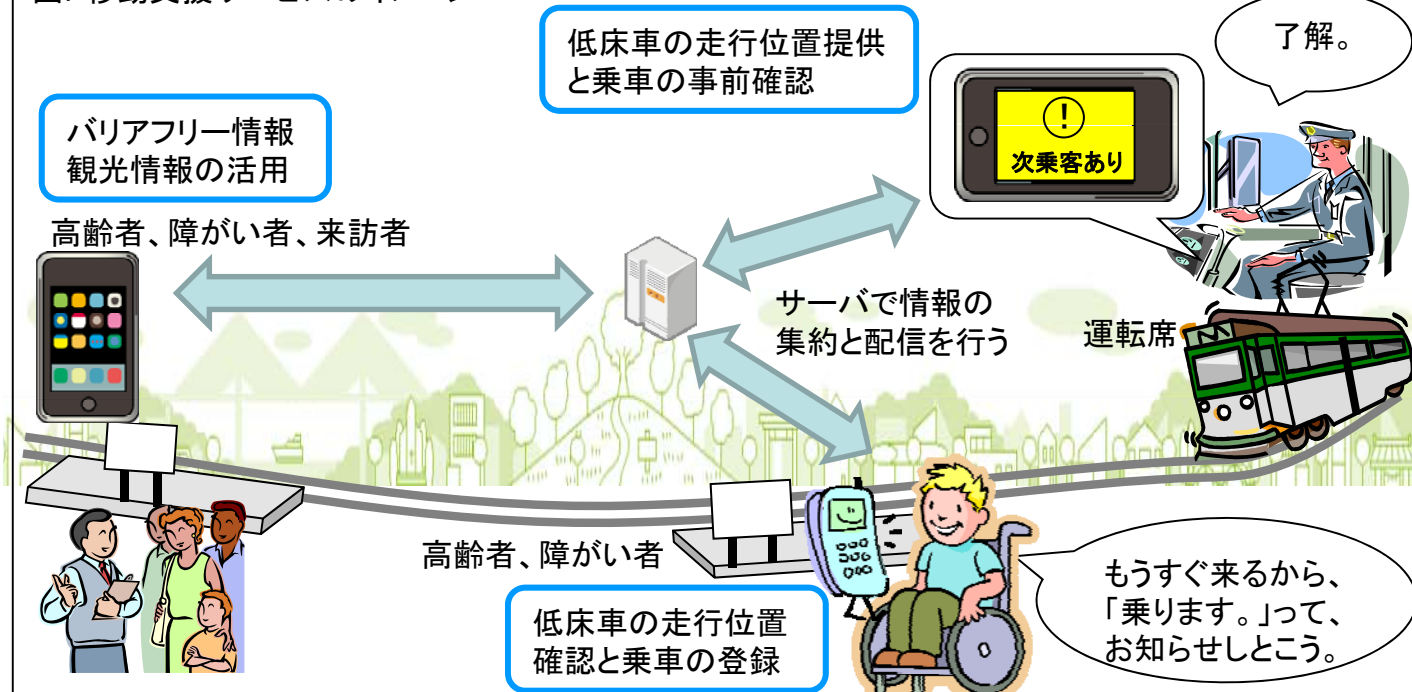 低床車の走行位置提供
と乗車の事前確認
了解。
バリアフリー情報
観光情報の活用
次乗客あり
高齢者、障がい者、来訪者
サーバで情報の
集約と配信を行う
運転席
高齢者、障がい者
もうすぐ来るから、
「乗ります。」って、
お知らせしとこう。
低床車の走行位置
確認と乗車の登録